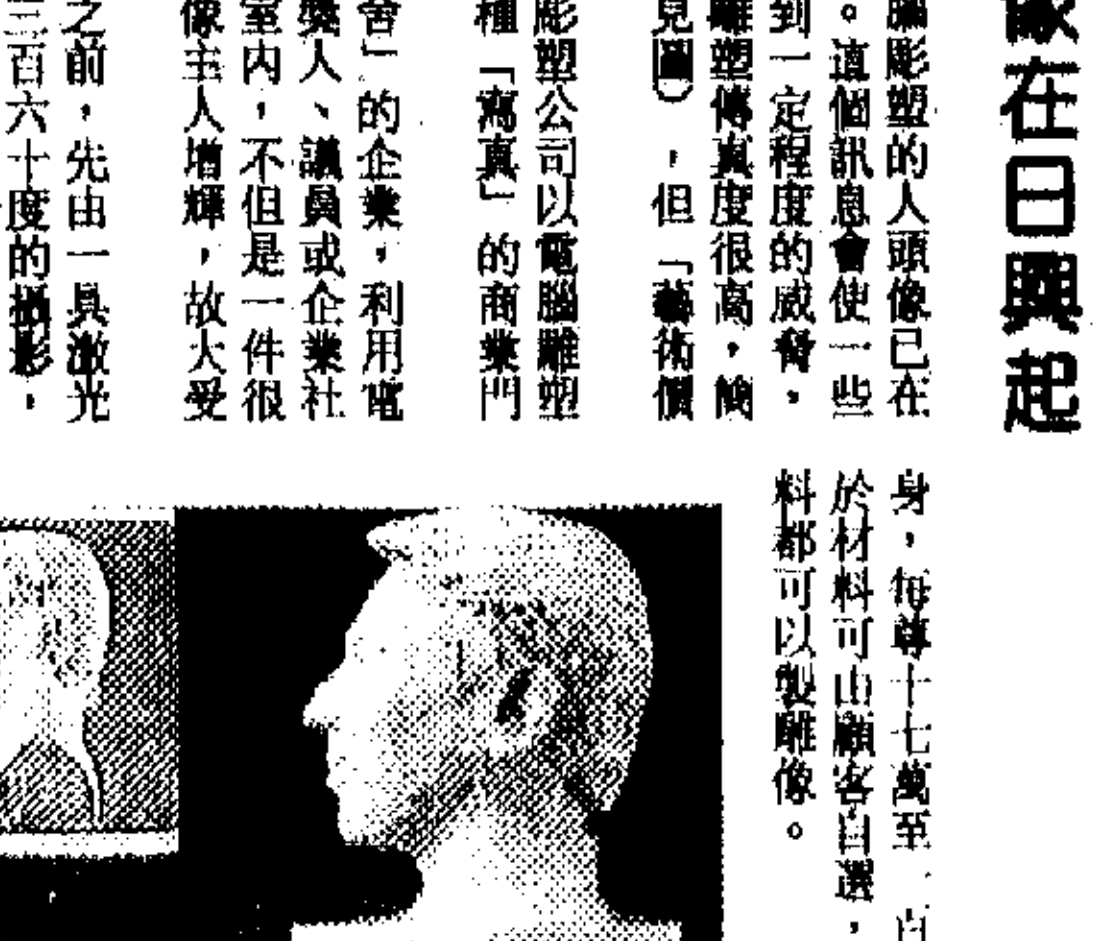 像在日興起
腦彫塑的人頭像已在
。這個訊息會使一些
到一定程度的威脅,
雕塑傳真度很高,簡
見圖),但「藝術價
彫塑公司以電腦雕塑
種「寫真」的商業門
舍」的企業,利用電
獎人、議員或企業社
室內,不但是一件很
像主人增輝,故大受
之前,先由一具激光
三百六十度的攝影,
身,每尊十七萬至
於材料可由顧客自選,
料都可以製雕像。